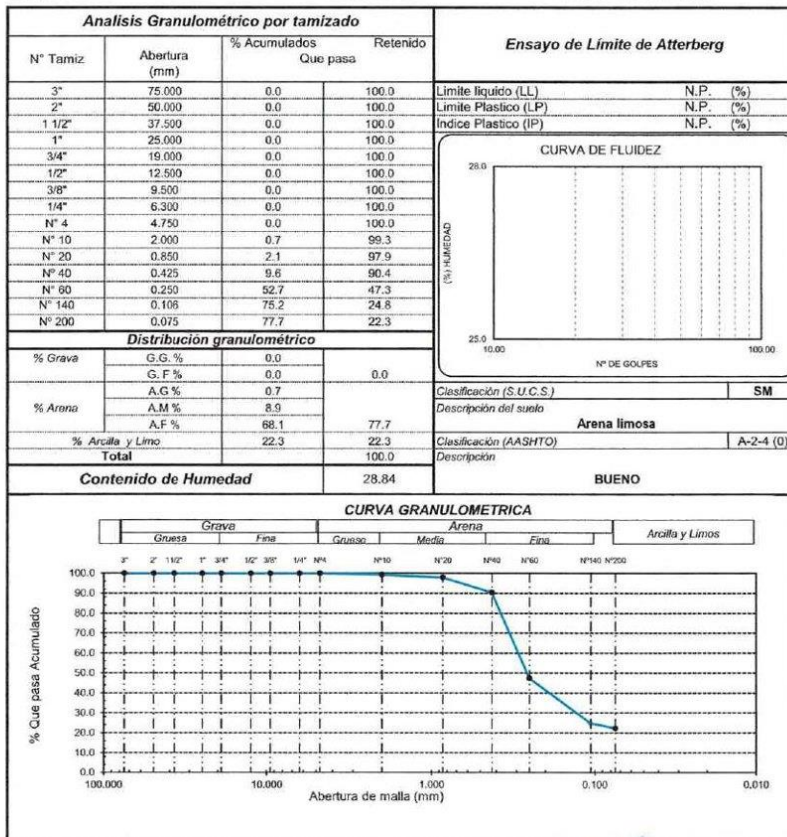 Analisis Granulométrico por tamizado
N° Tamiz Abertura (mm) % Acumulados Retenido
Que pasa
3" 75.000 0.0 100.0
2" 50.000 0.0 100.0
1 1/2" 37.500 0.0 100.0
1" 25.000 0.0 100.0
3/4" 19.000 0.0 100.0
1/2" 12.500 0.0 100.0
3/8" 9.500 0.0 100.0
1/4" 6.300 0.0 100.0
N° 4 4.750 0.0 100.0
N° 10 2.000 0.7 99.3
N° 20 0.850 2.1 97.9
N° 40 0.425 9.6 90.4
N° 60 0.250 52.7 47.3
N° 140 0.106 75.2 24.8
N° 200 0.075 77.7 22.3
Distribución granulométrico
% Grava G.G. % 0.0
G. F % 0.0 0.0
A.G % 0.7
% Arena A.M % 8.9
A.F % 68.1 77.7
% Arcilla y Limo 22.3 22.3
Total 100.0
Contenido de Humedad 28.84
Ensayo de Límite de Atterberg
Limite liquido (LL) N.P. (%)
Limite Plastico (LP) N.P. (%)
Indice Plastico (IP) N.P. (%)
CURVA DE FLUIDEZ
28.0
(%) HUMEDAD
25.0
10.00 100.00
N° DE GOLPES
Clasificación (S.U.C.S.) SM
Descripción del suelo
Arena limosa
Clasificación (AASHTO) A-2-4 (0)
Descripción
BUENO
CURVA GRANULOMETRICA
Grava Arena Arcilla y Limos
Gruesa Fina Grueso Media Fina
3" 2" 1 1/2" 1" 3/4" 1/2" 3/8" 1/4" N°4 N°10 N°20 N°40 N°60 N°140 N°200
100.0
90.0
80.0
70.0
60.0
50.0
40.0
30.0
20.0
10.0
0.0
% Que pasa Acumulado
100.000 10.000 1.000 0.100 0.010
Abertura de malla (mm)